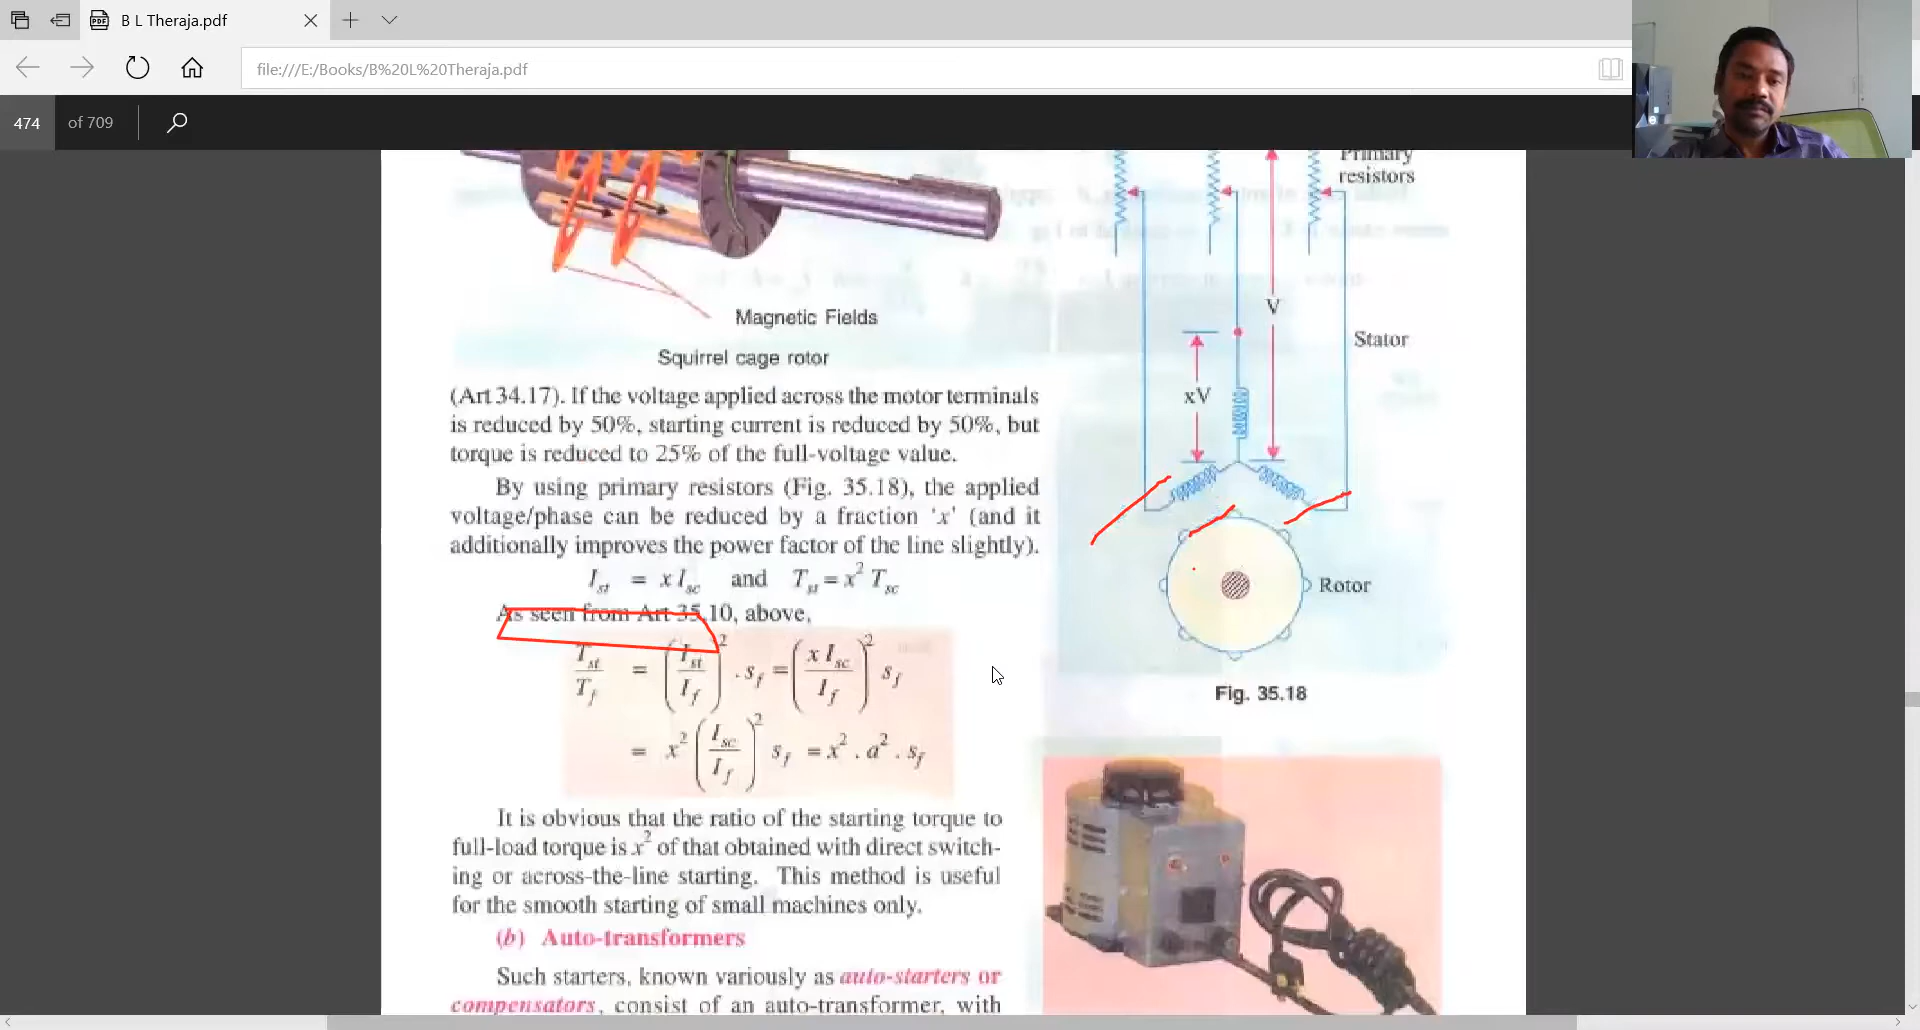 B L Theraja.pdf
file:///E:/Books/B%20L%20Theraja.pdf
474 of 709
Primary
resistors
Magnetic Fields
Squirrel cage rotor
V
Stator
xV
Rotor
Fig. 35.18
(Art 34.17). If the voltage applied across the motor terminals
is reduced by 50%, starting current is reduced by 50%, but
torque is reduced to 25% of the full-voltage value.
By using primary resistors (Fig. 35.18), the applied
voltage/phase can be reduced by a fraction ‘x’ (and it
additionally improves the power factor of the line slightly).
I_st = x I_sc and T_st = x² T_sc
As seen from Art 35.10, above,
T_st / T_f = (I_st / I_f)² . s_f = (x I_sc / I_f)² s_f
= x² (I_sc / I_f)² s_f = x² . a² . s_f
It is obvious that the ratio of the starting torque to
full-load torque is x² of that obtained with direct switch-
ing or across-the-line starting. This method is useful
for the smooth starting of small machines only.
(b) Auto-transformers
Such starters, known variously as auto-starters or
compensators, consist of an auto-transformer, with